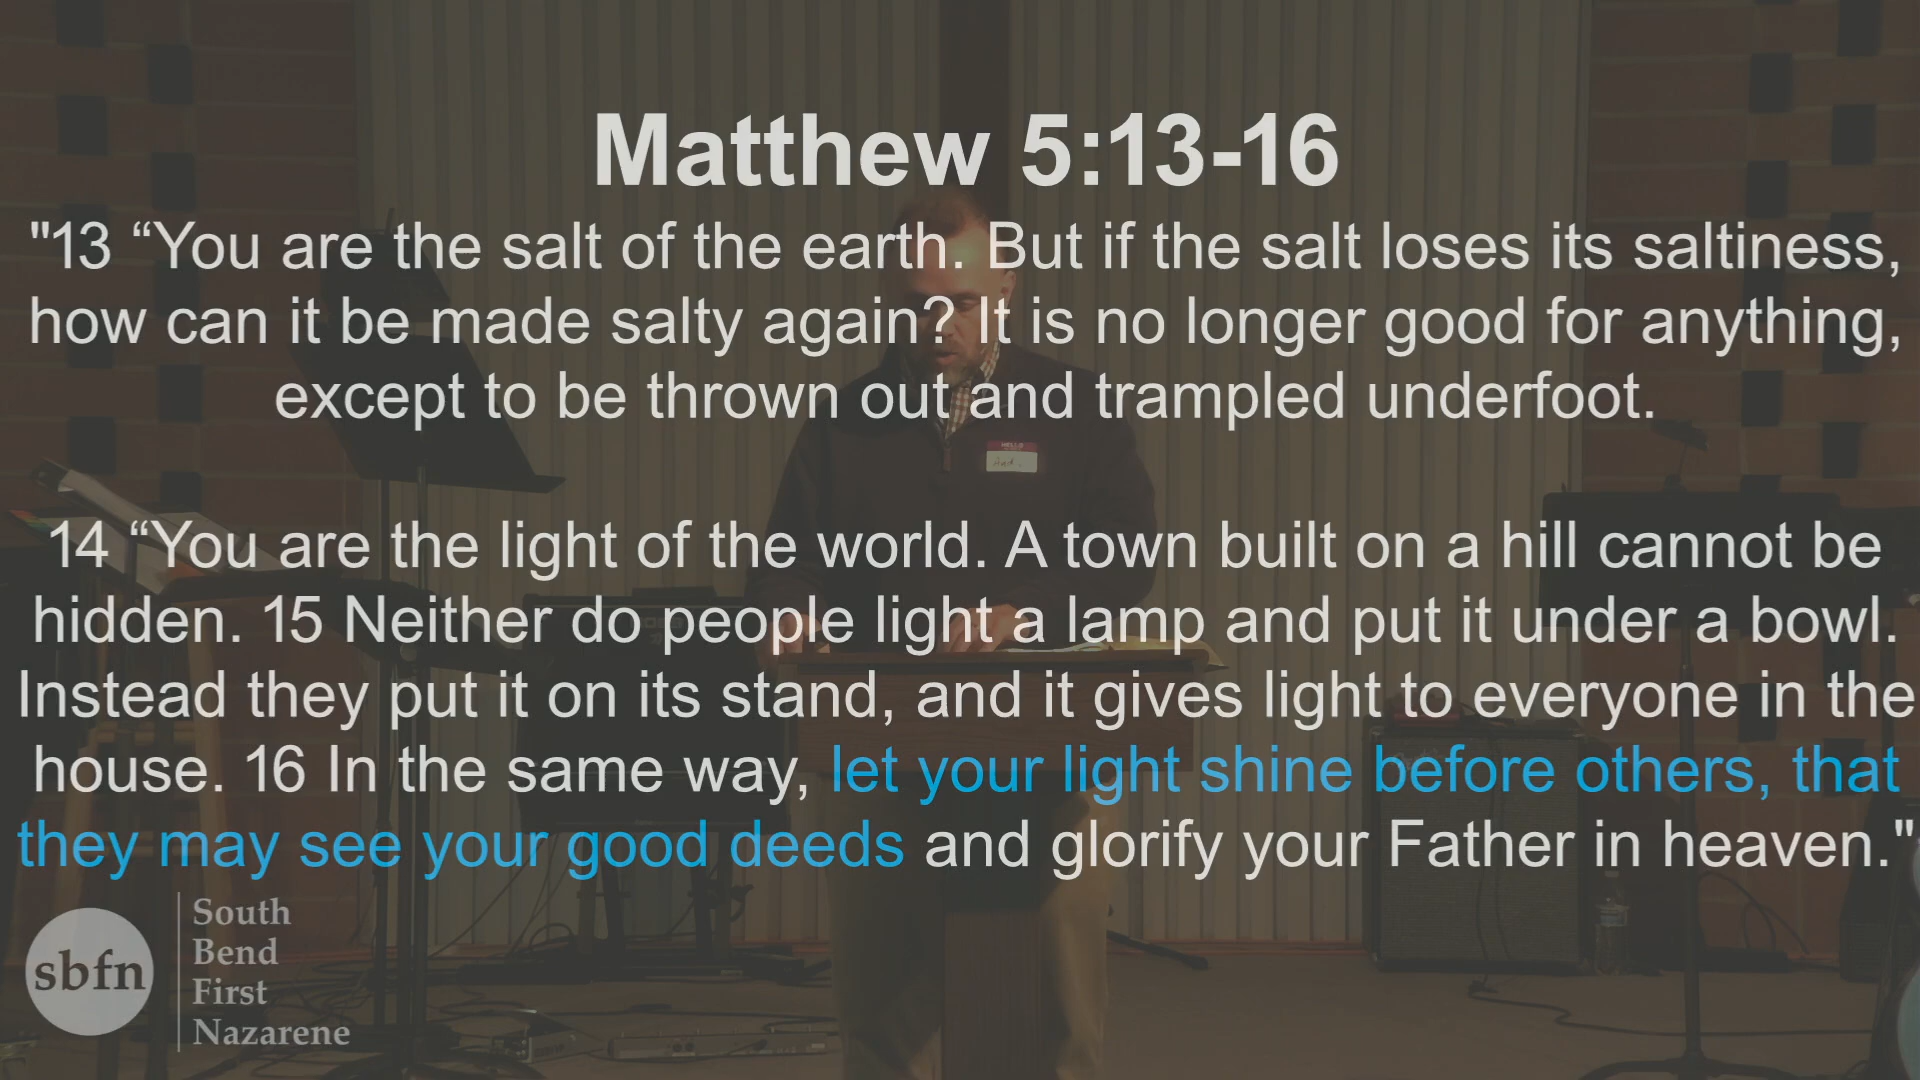 Matthew 5:13-16
"13 “You are the salt of the earth. But if the salt loses its saltiness,
how can it be made salty again? It is no longer good for anything,
except to be thrown out and trampled underfoot.
14 “You are the light of the world. A town built on a hill cannot be
hidden. 15 Neither do people light a lamp and put it under a bowl.
Instead they put it on its stand, and it gives light to everyone in the
house. 16 In the same way, let your light shine before others, that
they may see your good deeds and glorify your Father in heaven."
HELLO
sbfn
South
Bend
First
Nazarene